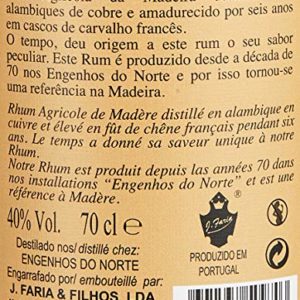 da Madeira
alambiques de cobre e amadurecido por seis anos
em cascos de carvalho francês.
O tempo, deu origem a este rum o seu sabor
peculiar. Este Rum é produzido desde a década de
70 nos Engenhos do Norte e por isso tornou-se
uma referência na Madeira.
Rhum Agricole de Madère distillé en alambique en
cuivre et élevé en fût de chêne français pendant six
ans. Le temps a donné sa saveur unique à notre
Rhum.
Notre Rhum est produit depuis les années 70 dans
nos installations "Engenhos do Norte" et est une
référence à Madère.
40% Vol. 70 cl e
J. Faria
®
Destilado nos/ distillé chez:
ENGENHOS DO NORTE
PRODUZIDO EM
PORTUGAL
Engarrafado por/ embouteillé par:
J. FARIA & FILHOS, LDA